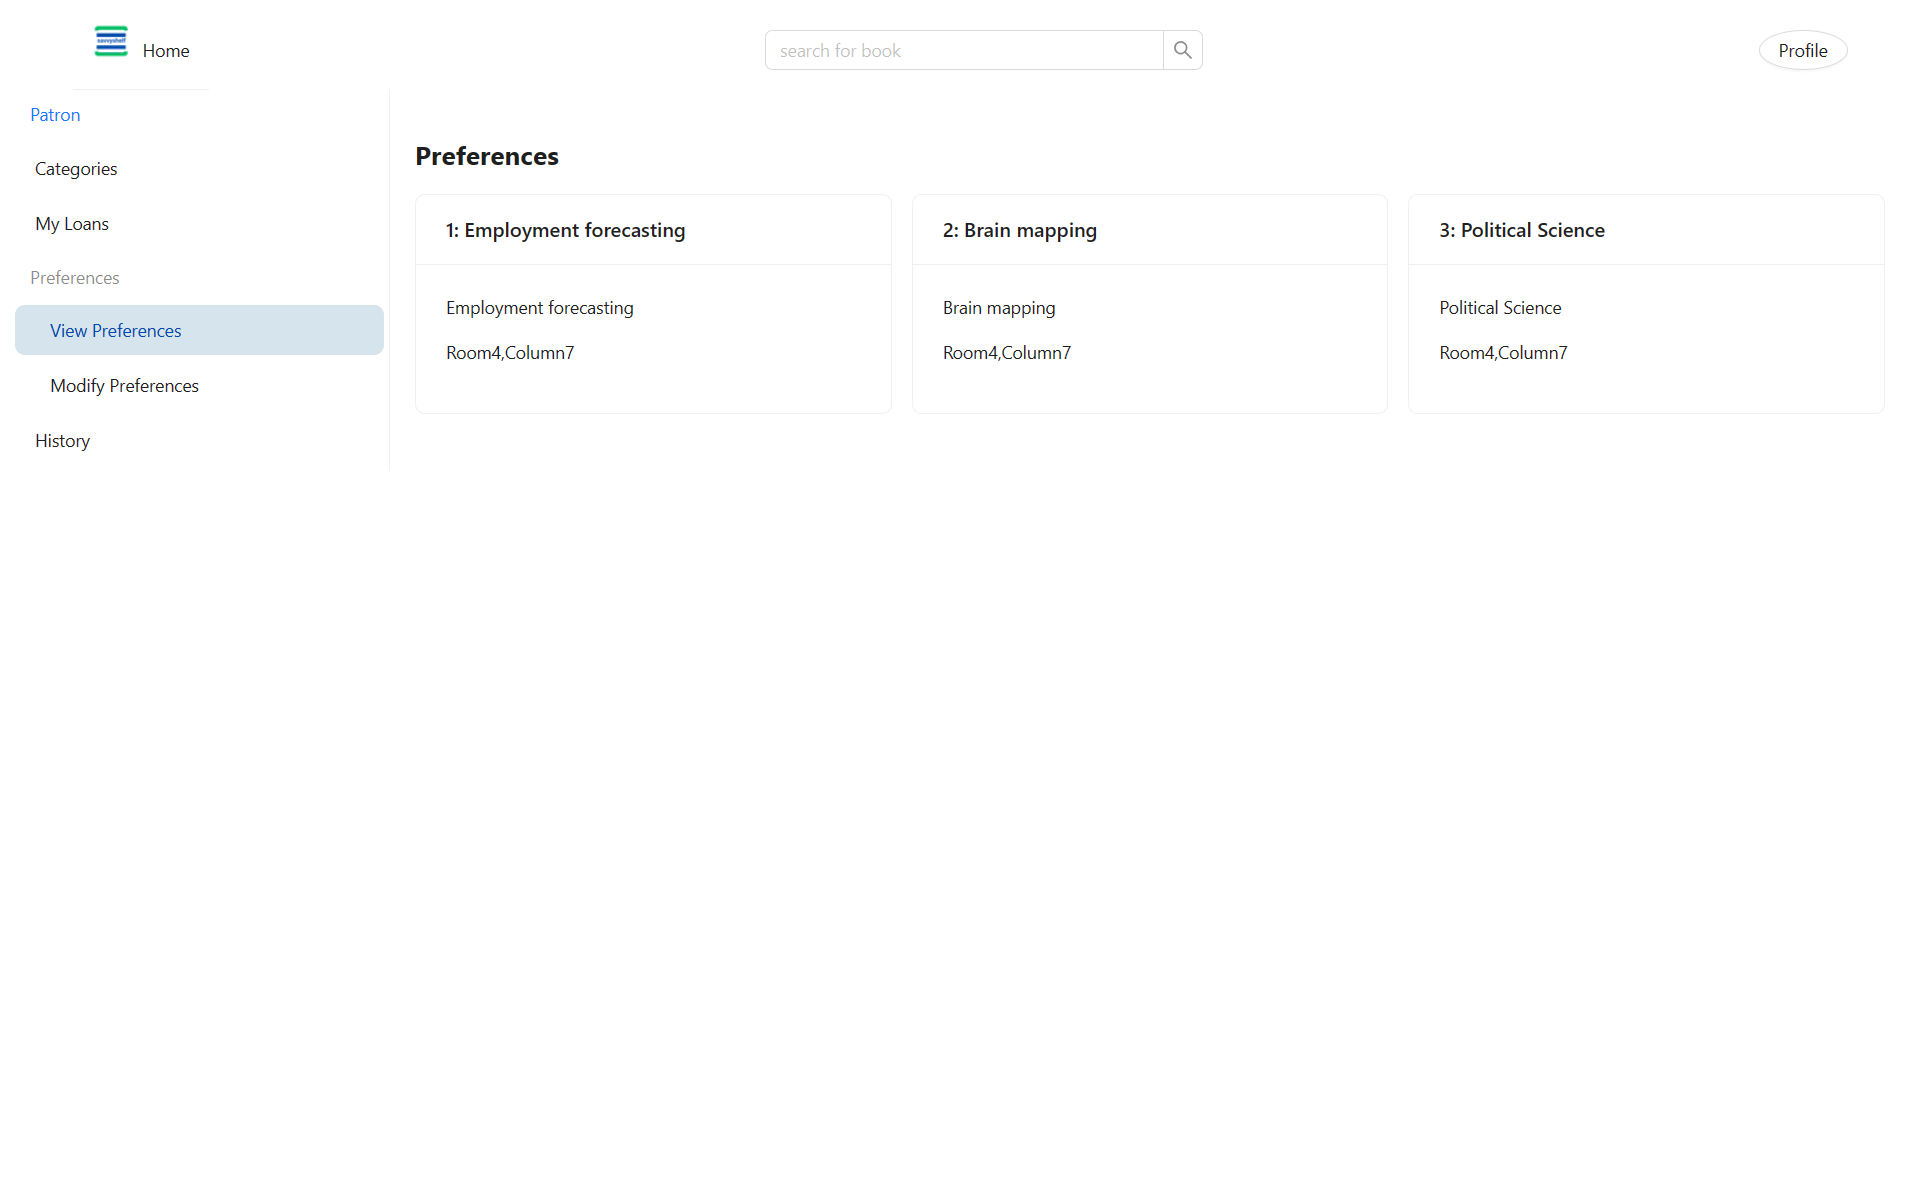 savvyshelf
Home
search for book
Profile
Patron
Categories
My Loans
Preferences
View Preferences
Modify Preferences
History
Preferences
1: Employment forecasting
Employment forecasting
Room4,Column7
2: Brain mapping
Brain mapping
Room4,Column7
3: Political Science
Political Science
Room4,Column7